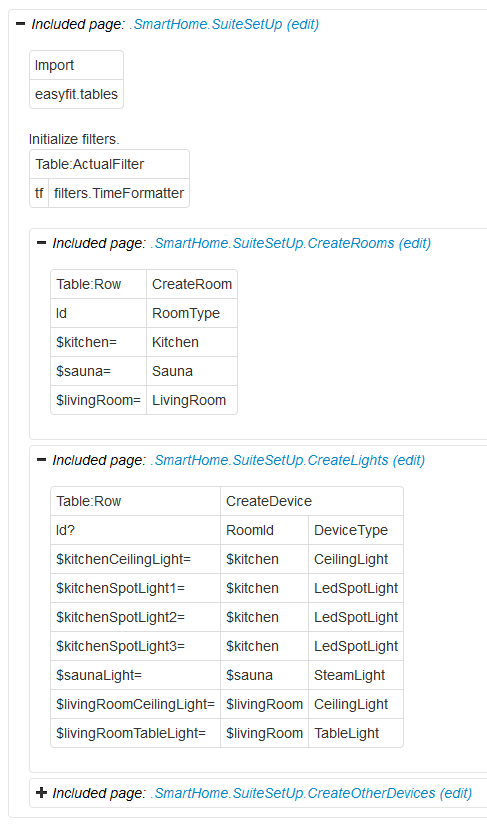 Included page: .SmartHome.SuiteSetUp (edit)
Import
easyfit.tables
Initialize filters.
Table:ActualFilter
tf filters.TimeFormatter
Included page: .SmartHome.SuiteSetUp.CreateRooms (edit)
Table:Row CreateRoom
Id RoomType
$kitchen= Kitchen
$sauna= Sauna
$livingRoom= LivingRoom
Included page: .SmartHome.SuiteSetUp.CreateLights (edit)
Table:Row CreateDevice
Id? RoomId DeviceType
$kitchenCeilingLight= $kitchen CeilingLight
$kitchenSpotLight1= $kitchen LedSpotLight
$kitchenSpotLight2= $kitchen LedSpotLight
$kitchenSpotLight3= $kitchen LedSpotLight
$saunaLight= $sauna SteamLight
$livingRoomCeilingLight= $livingRoom CeilingLight
$livingRoomTableLight= $livingRoom TableLight
Included page: .SmartHome.SuiteSetUp.CreateOtherDevices (edit)